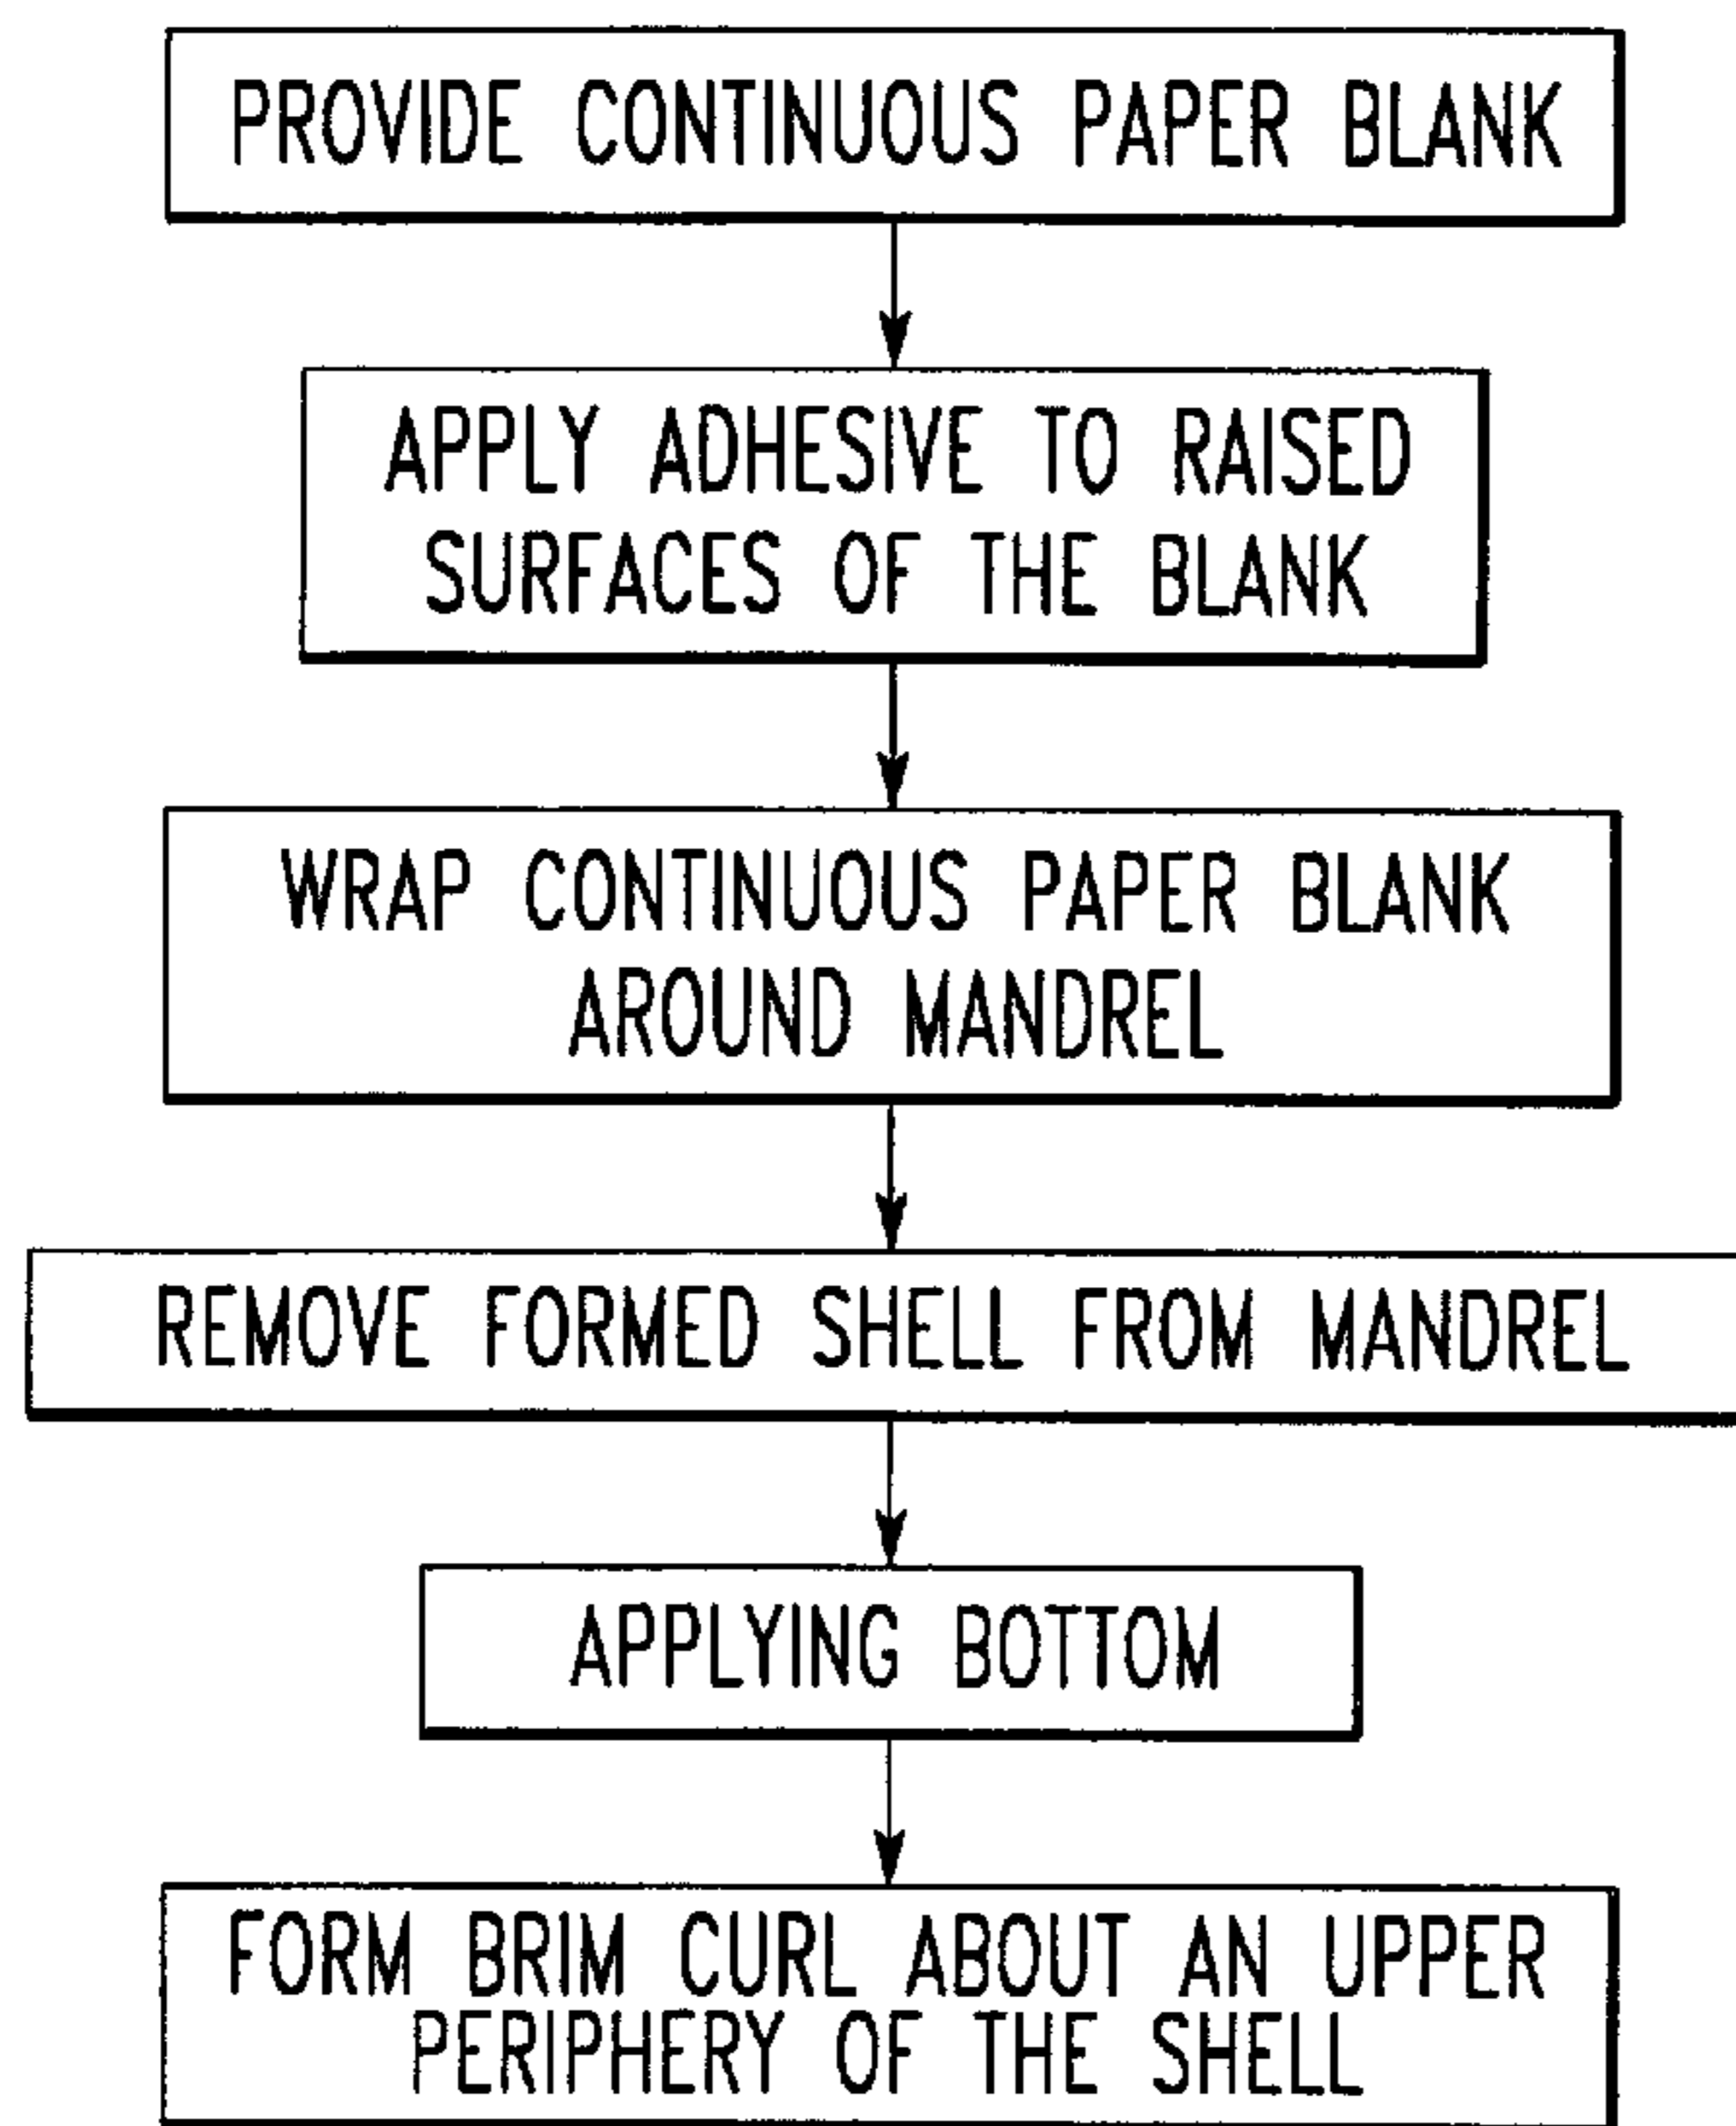 PROVIDE CONTINUOUS PAPER BLANK
APPLY ADHESIVE TO RAISED
SURFACES OF THE BLANK
WRAP CONTINUOUS PAPER BLANK
AROUND MANDREL
REMOVE FORMED SHELL FROM MANDREL
APPLYING BOTTOM
FORM BRIM CURL ABOUT AN UPPER
PERIPHERY OF THE SHELL